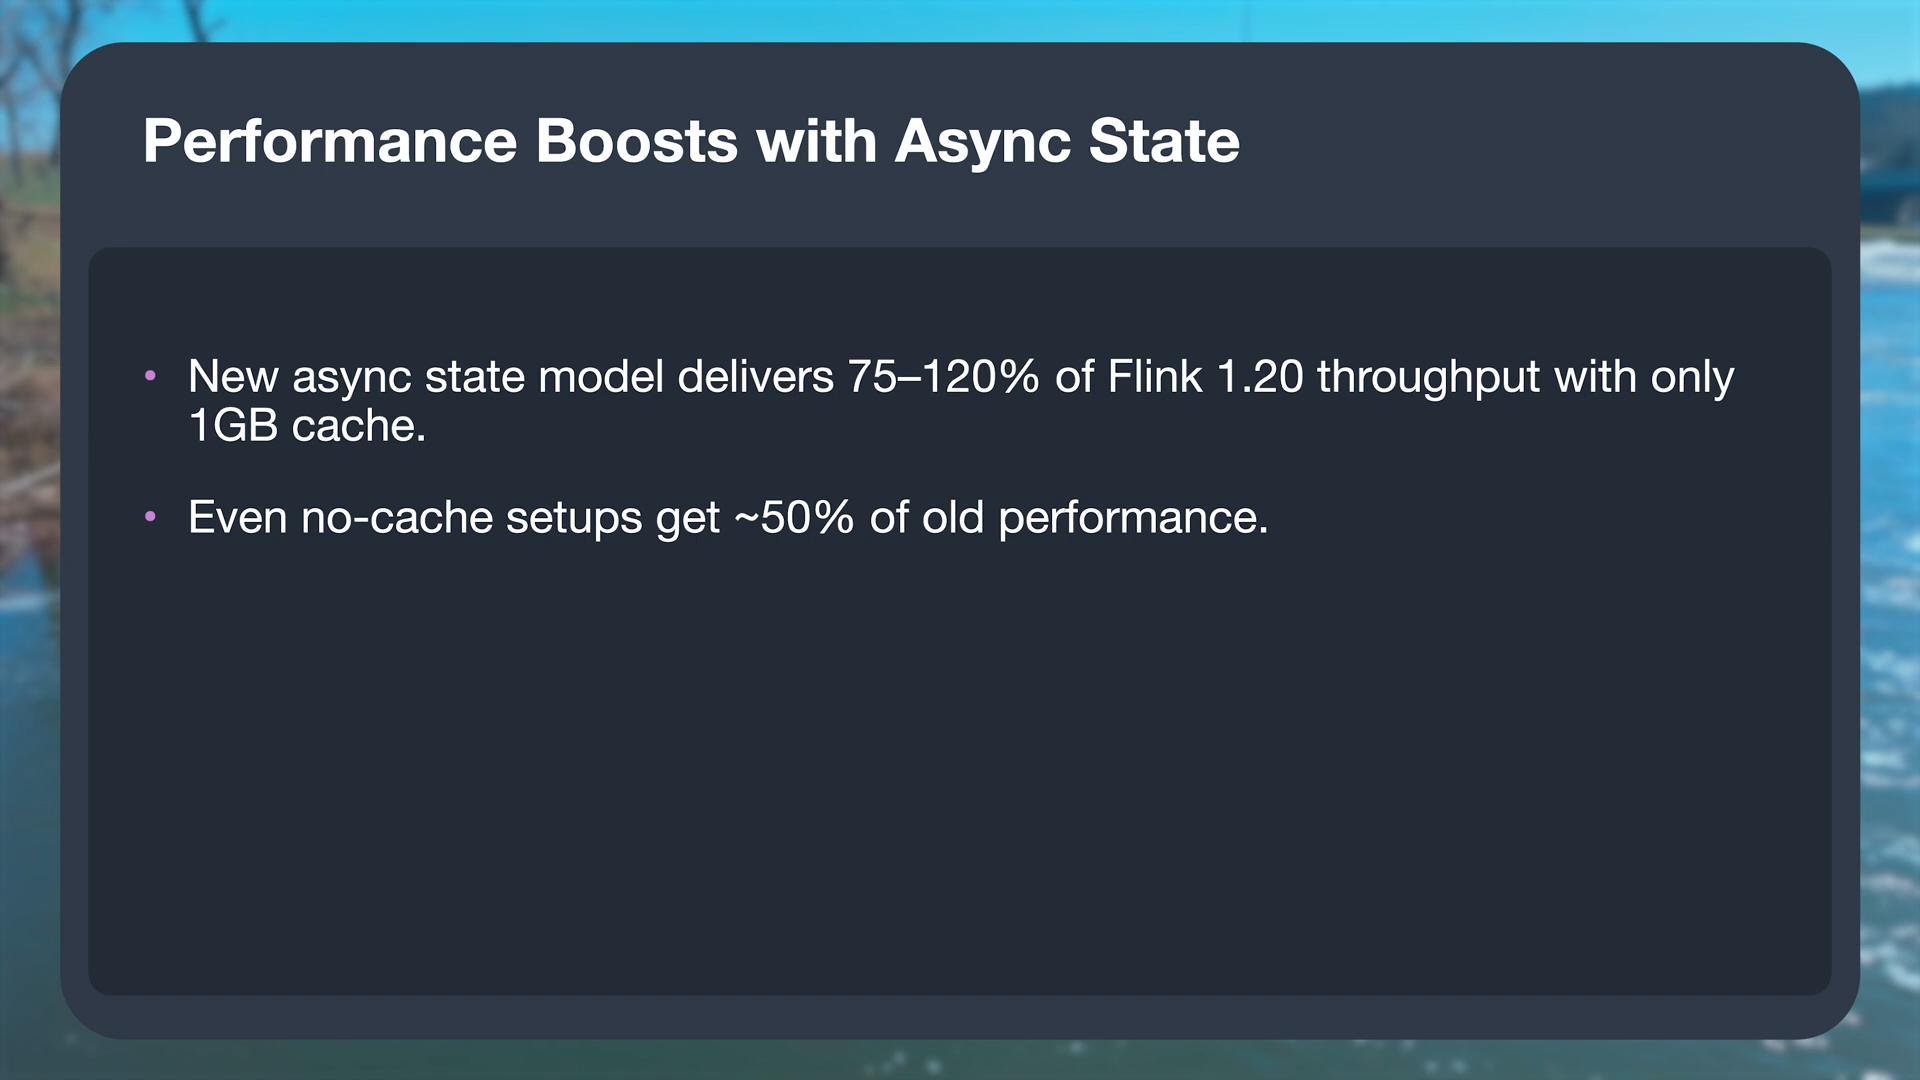 Performance Boosts with Async State
• New async state model delivers 75–120% of Flink 1.20 throughput with only
1GB cache.
• Even no-cache setups get ~50% of old performance.